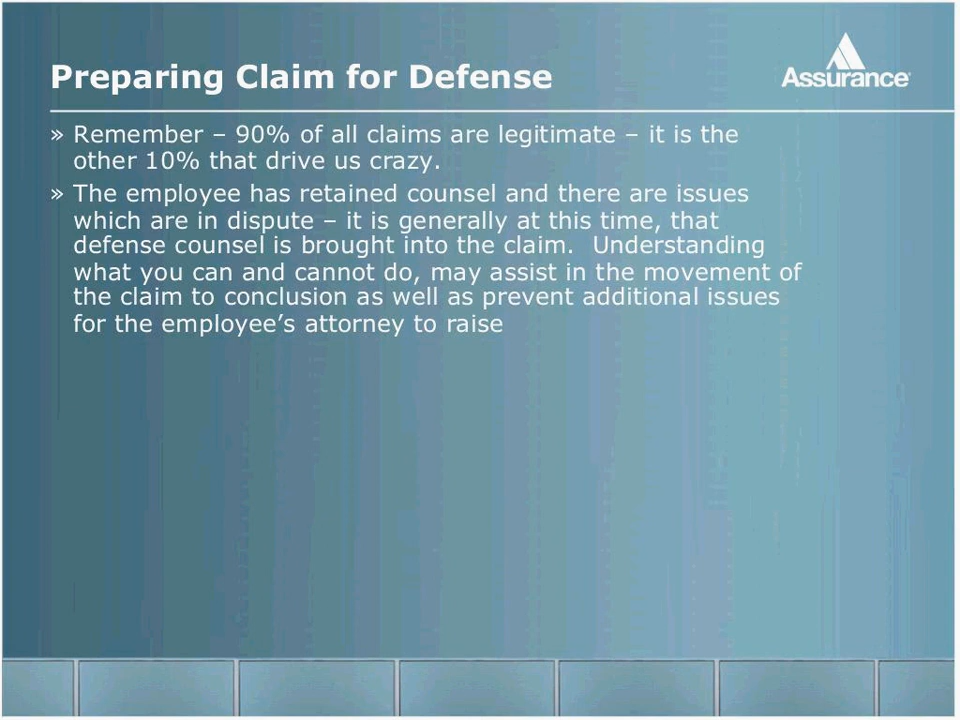 Preparing Claim for Defense
Assurance
» Remember – 90% of all claims are legitimate – it is the
other 10% that drive us crazy.
» The employee has retained counsel and there are issues
which are in dispute – it is generally at this time, that
defense counsel is brought into the claim.  Understanding
what you can and cannot do, may assist in the movement of
the claim to conclusion as well as prevent additional issues
for the employee’s attorney to raise